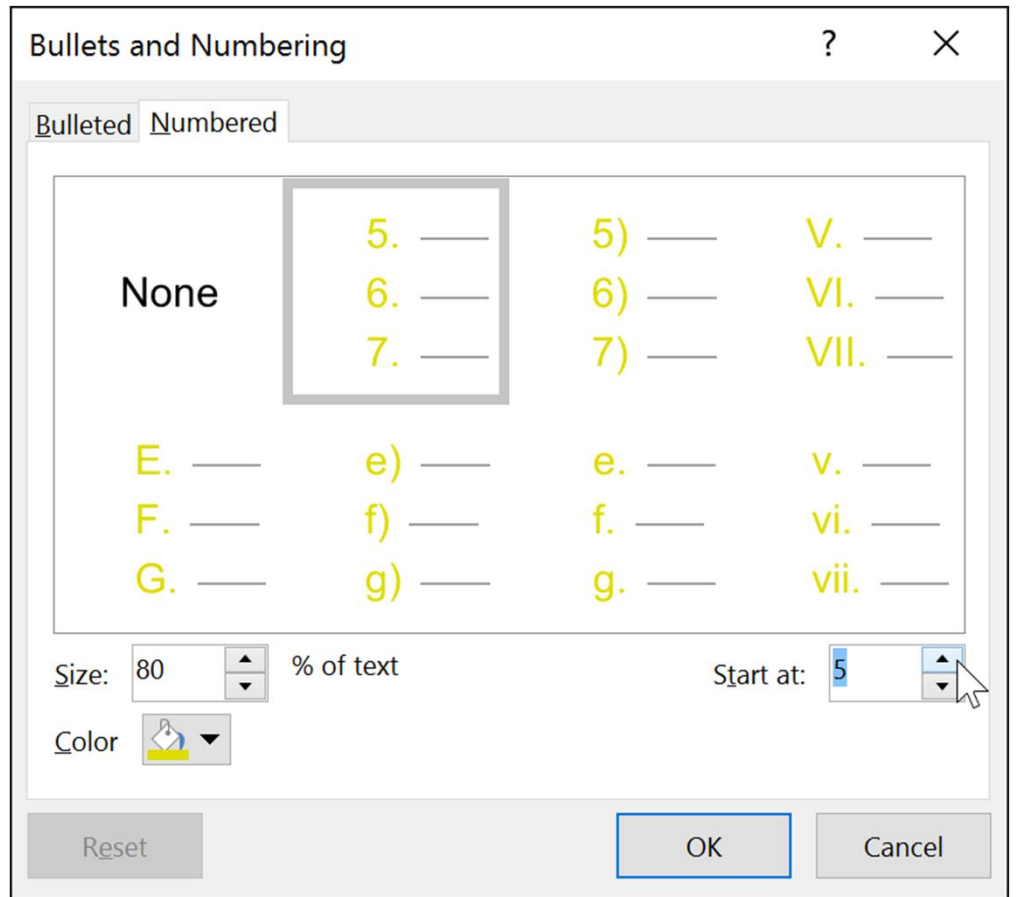 Bullets and Numbering ?
Bulleted Numbered
None
5.
6.
7.
5)
6)
7)
V.
VI.
VII.
E.
F.
G.
e)
f)
g)
e.
f.
g.
v.
vi.
vii.
Size: 80 % of text Start at: 5
Color
Reset OK Cancel